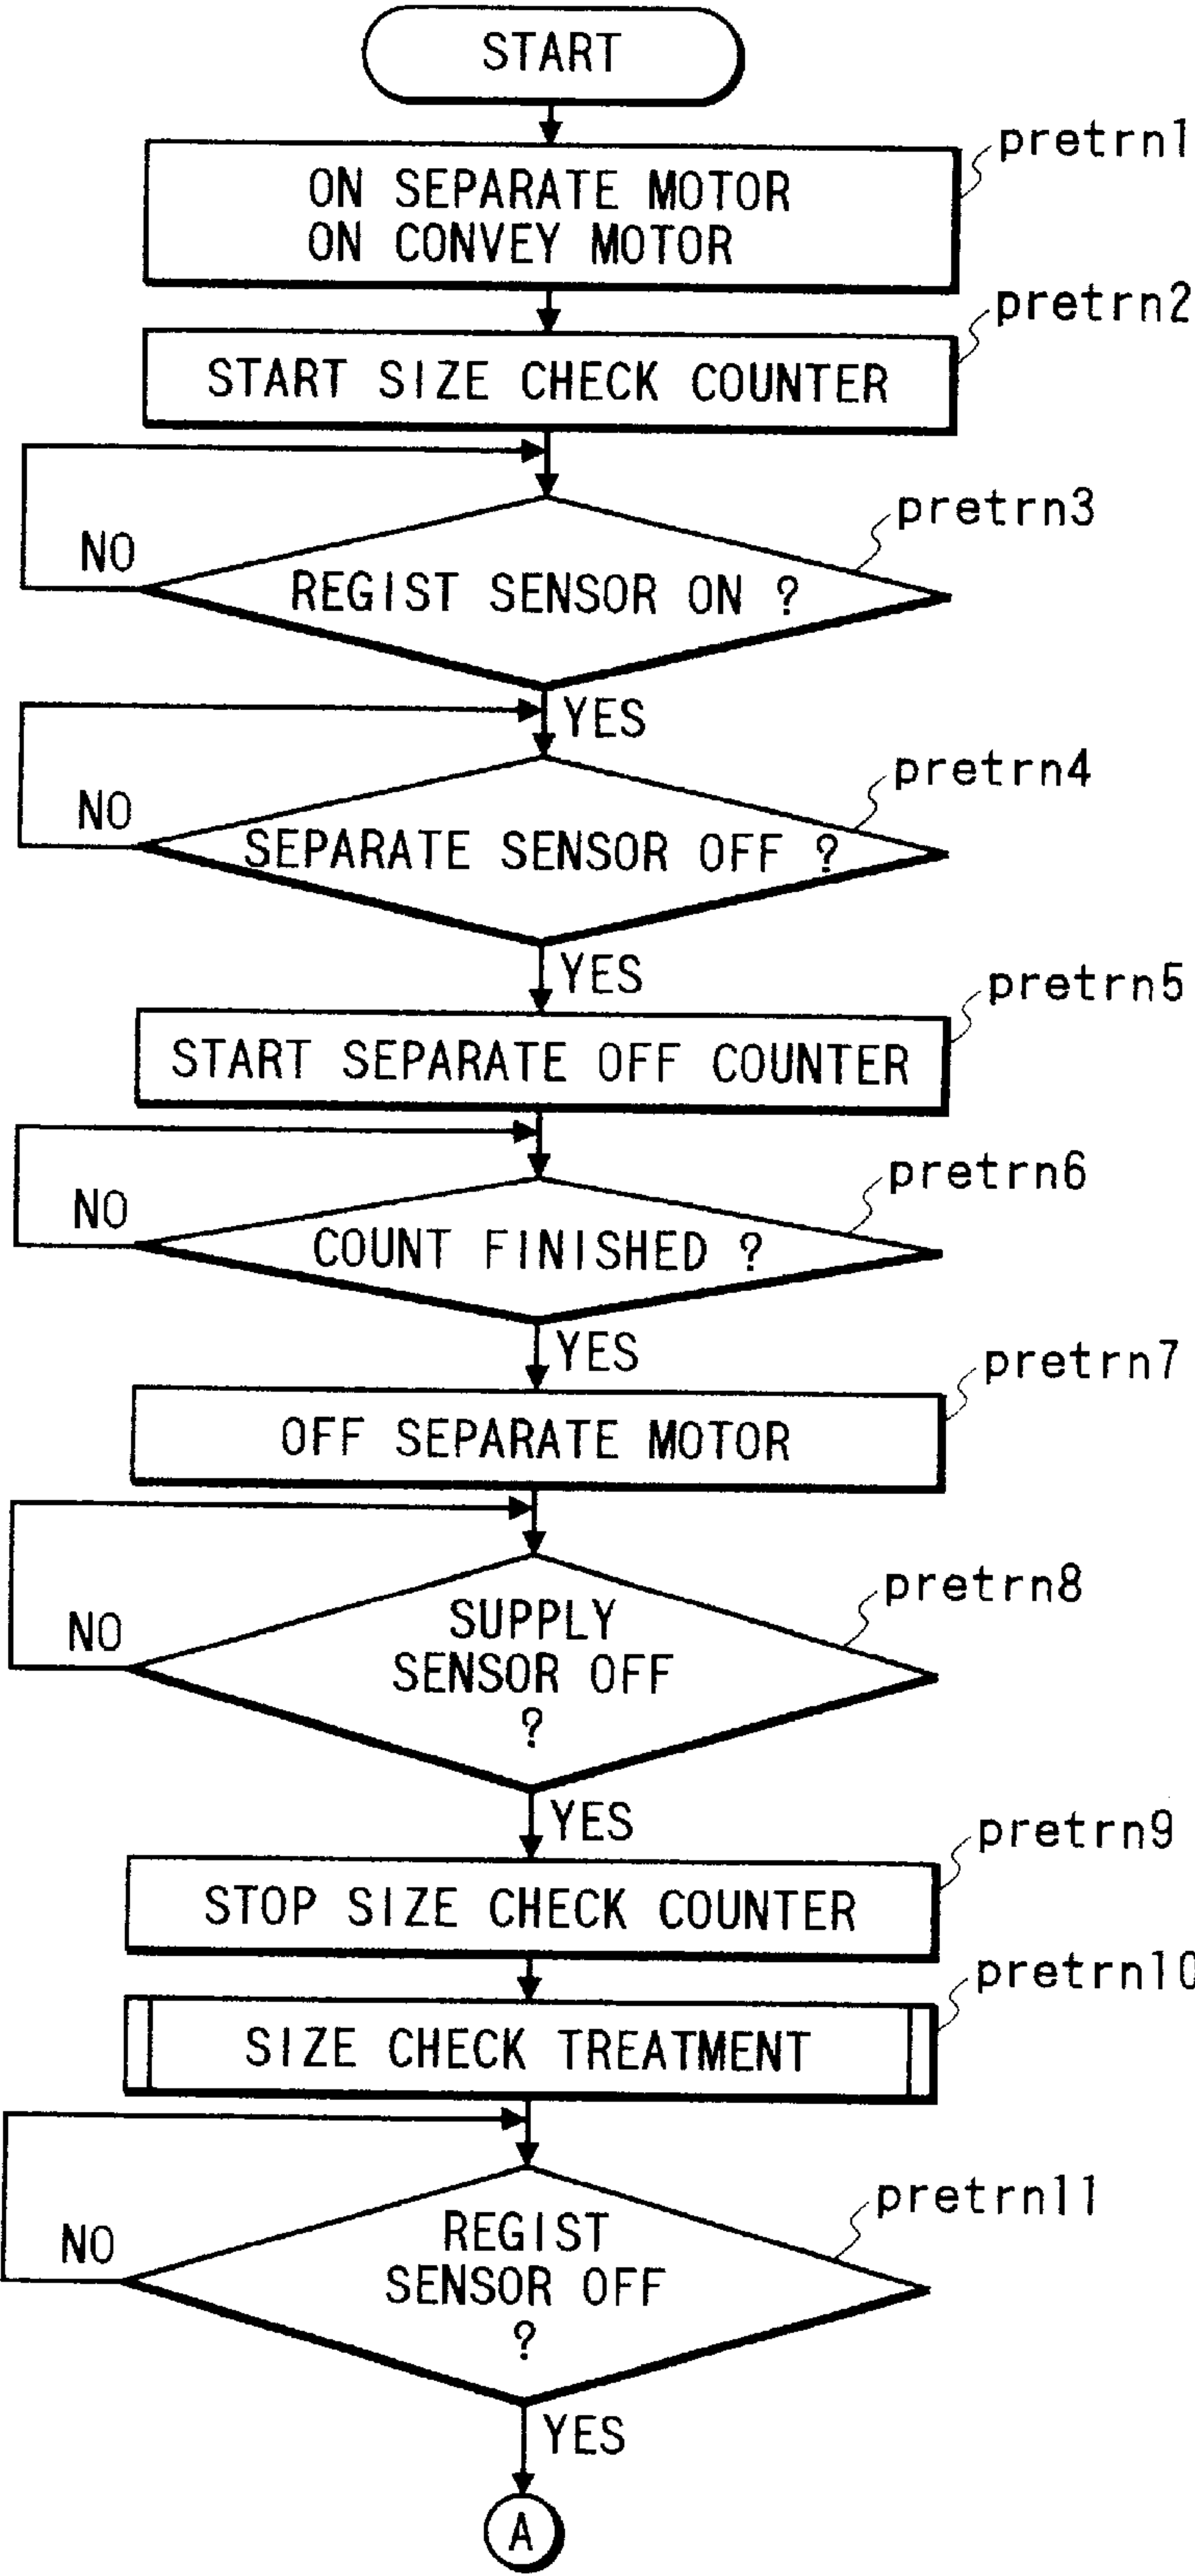 START
pretrn1
ON SEPARATE MOTOR
ON CONVEY MOTOR
pretrn2
START SIZE CHECK COUNTER
pretrn3
NO
REGIST SENSOR ON ?
YES
pretrn4
NO
SEPARATE SENSOR OFF ?
YES
pretrn5
START SEPARATE OFF COUNTER
pretrn6
NO
COUNT FINISHED ?
YES
pretrn7
OFF SEPARATE MOTOR
pretrn8
NO
SUPPLY
SENSOR OFF
?
YES
pretrn9
STOP SIZE CHECK COUNTER
pretrn10
SIZE CHECK TREATMENT
pretrn11
NO
REGIST
SENSOR OFF
?
YES
A